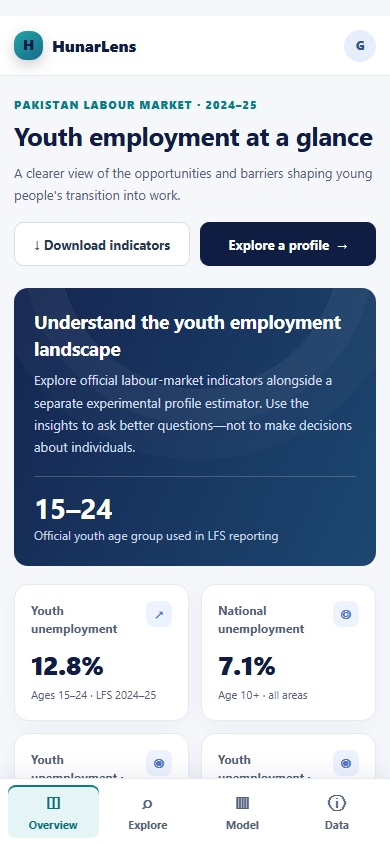 H HunarLens G
PAKISTAN LABOUR MARKET · 2024–25
Youth employment at a glance
A clearer view of the opportunities and barriers shaping young
people's transition into work.
↓ Download indicators
Explore a profile →
Understand the youth employment
landscape
Explore official labour-market indicators alongside a
separate experimental profile estimator. Use the
insights to ask better questions—not to make decisions
about individuals.
15–24
Official youth age group used in LFS reporting
Youth
unemployment
↗
12.8%
Ages 15–24 · LFS 2024–25
National
unemployment
7.1%
Age 10+ · all areas
Youth
unemployment ·
Youth
unemployment ·
Overview
Explore
Model
Data